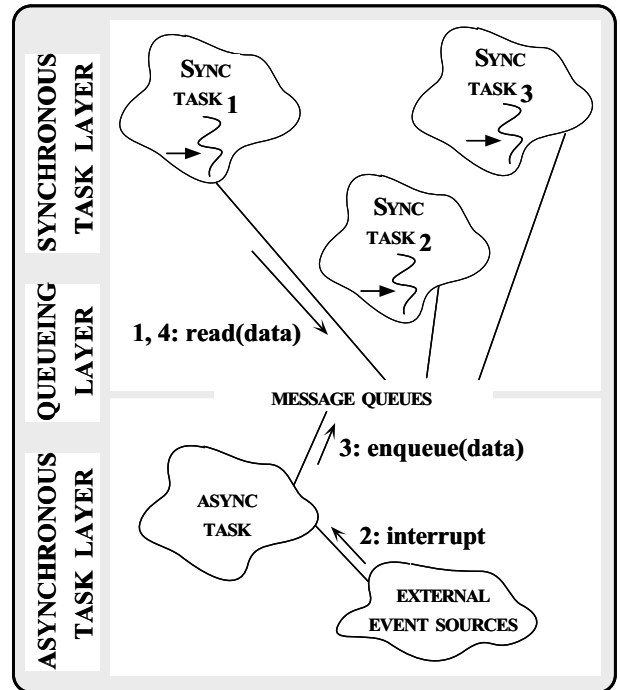 SYNCHRONOUS
TASK LAYER
SYNC
TASK 1
SYNC
TASK 3
SYNC
TASK 2
QUEUEING
LAYER
1, 4: read(data)
MESSAGE QUEUES
3: enqueue(data)
ASYNCHRONOUS
TASK LAYER
ASYNC
TASK
2: interrupt
EXTERNAL
EVENT SOURCES